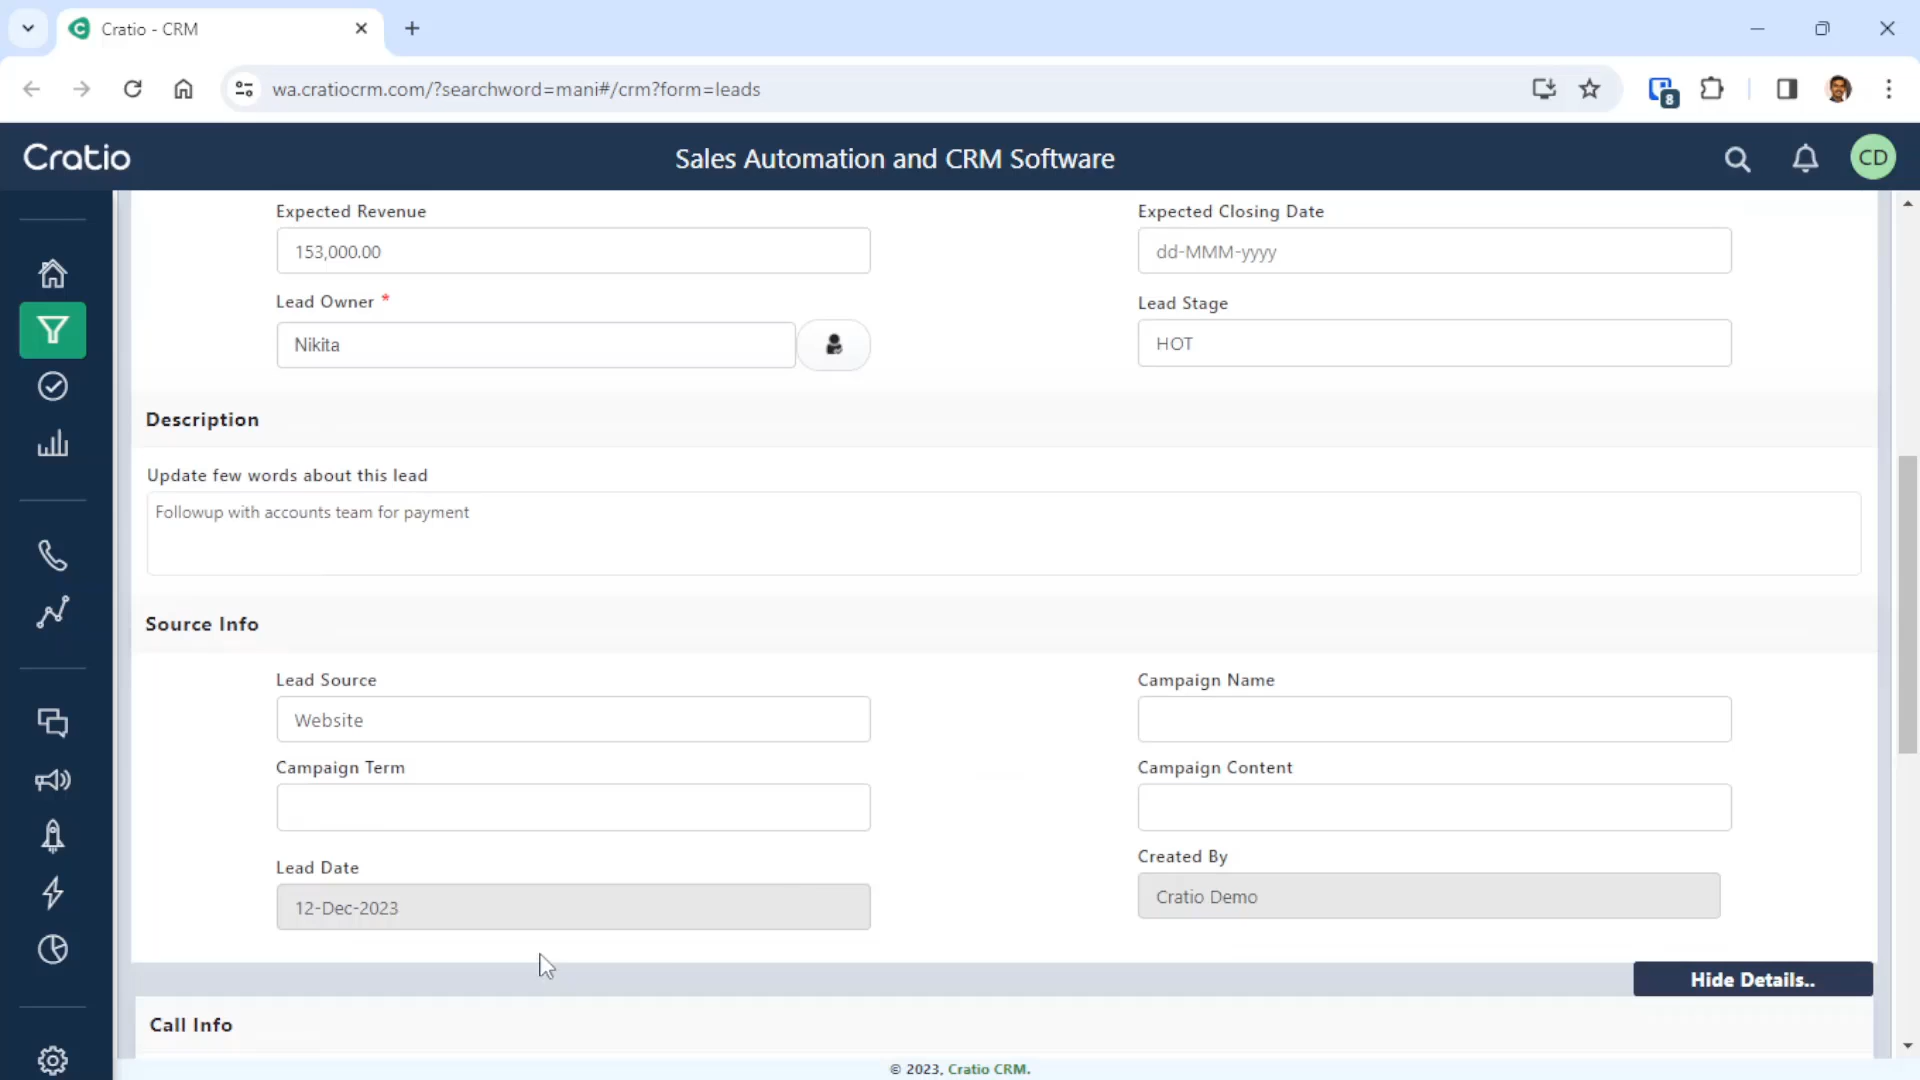 Cratio - CRM
wa.cratiocrm.com/?searchword=mani#/crm?form=leads
8
Cratio
Sales Automation and CRM Software
CD
Expected Revenue
Expected Closing Date
153,000.00
dd-MMM-yyyy
Lead Owner *
Lead Stage
Nikita
HOT
Description
Update few words about this lead
Followup with accounts team for payment
Source Info
Lead Source
Campaign Name
Website
Campaign Term
Campaign Content
Lead Date
Created By
12-Dec-2023
Cratio Demo
Hide Details..
Call Info
© 2023, Cratio CRM.